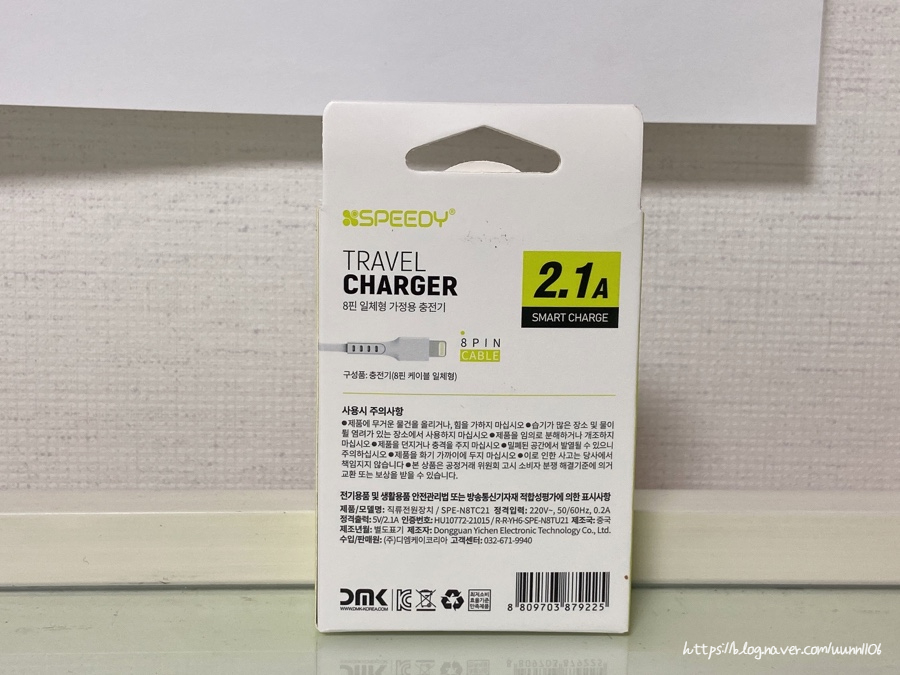 SPEEDY®
TRAVEL
CHARGER
8핀 일체형 가정용 충전기
2.1A
SMART CHARGE
8PIN
CABLE
구성품: 충전기(8핀 케이블 일체형)
사용시 주의사항
●제품에 무거운 물건을 올리거나, 힘을 가하지 마십시오 ●습기가 많은 장소 및 물이
튈 염려가 있는 장소에서 사용하지 마십시오 ●제품을 임의로 분해하거나 개조하지
마십시오 ●제품을 던지거나 충격을 주지 마십시오 ●밀폐된 공간에서 발열될 수 있으니
주의하십시오 ●제품을 화기 가까이에 두지 마십시오 ●이로 인한 사고는 당사에서
책임지지 않습니다 ●본 상품은 공정거래 위원회 고시 소비자 분쟁 해결기준에 의거
교환 또는 보상을 받을 수 있습니다.
전기용품 및 생활용품 안전관리법 또는 방송통신기자재 적합성평가에 의한 표시사항
제품/모델명: 직류전원장치 / SPE-N8TC21 정격입력: 220V~, 50/60Hz, 0.2A
정격출력: 5V/2.1A 인증번호: HU10772-21015 / R-R-YH6-SPE-N8TU21 제조국: 중국
제조년월: 별도표기 제조자: Dongguan Yichen Electronic Technology Co., Ltd.
수입/판매원: (주)디엠케이코리아 고객센터: 032-671-9940
DMK
WWW.DMK-KOREA.COM
최저소비
효율기준
만족제품
8 809703 879225
https://blog.naver.com/uunn1106